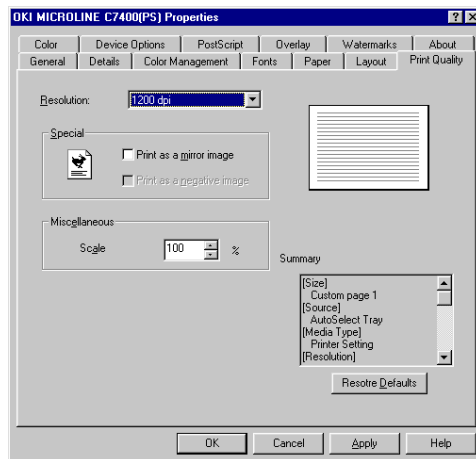 OKI MICROLINE C7400(PS) Properties
Color Device Options PostScript Overlay Watermarks About
General Details Color Management Fonts Paper Layout Print Quality
Resolution: 1200 dpi
Special
Print as a mirror image
Print as a negative image
Miscellaneous
Scale 100 %
Summary
[Size]
Custom page 1
[Source]
AutoSelect Tray
[Media Type]
Printer Setting
[Resolution]
Resotre Defaults
OK Cancel Apply Help